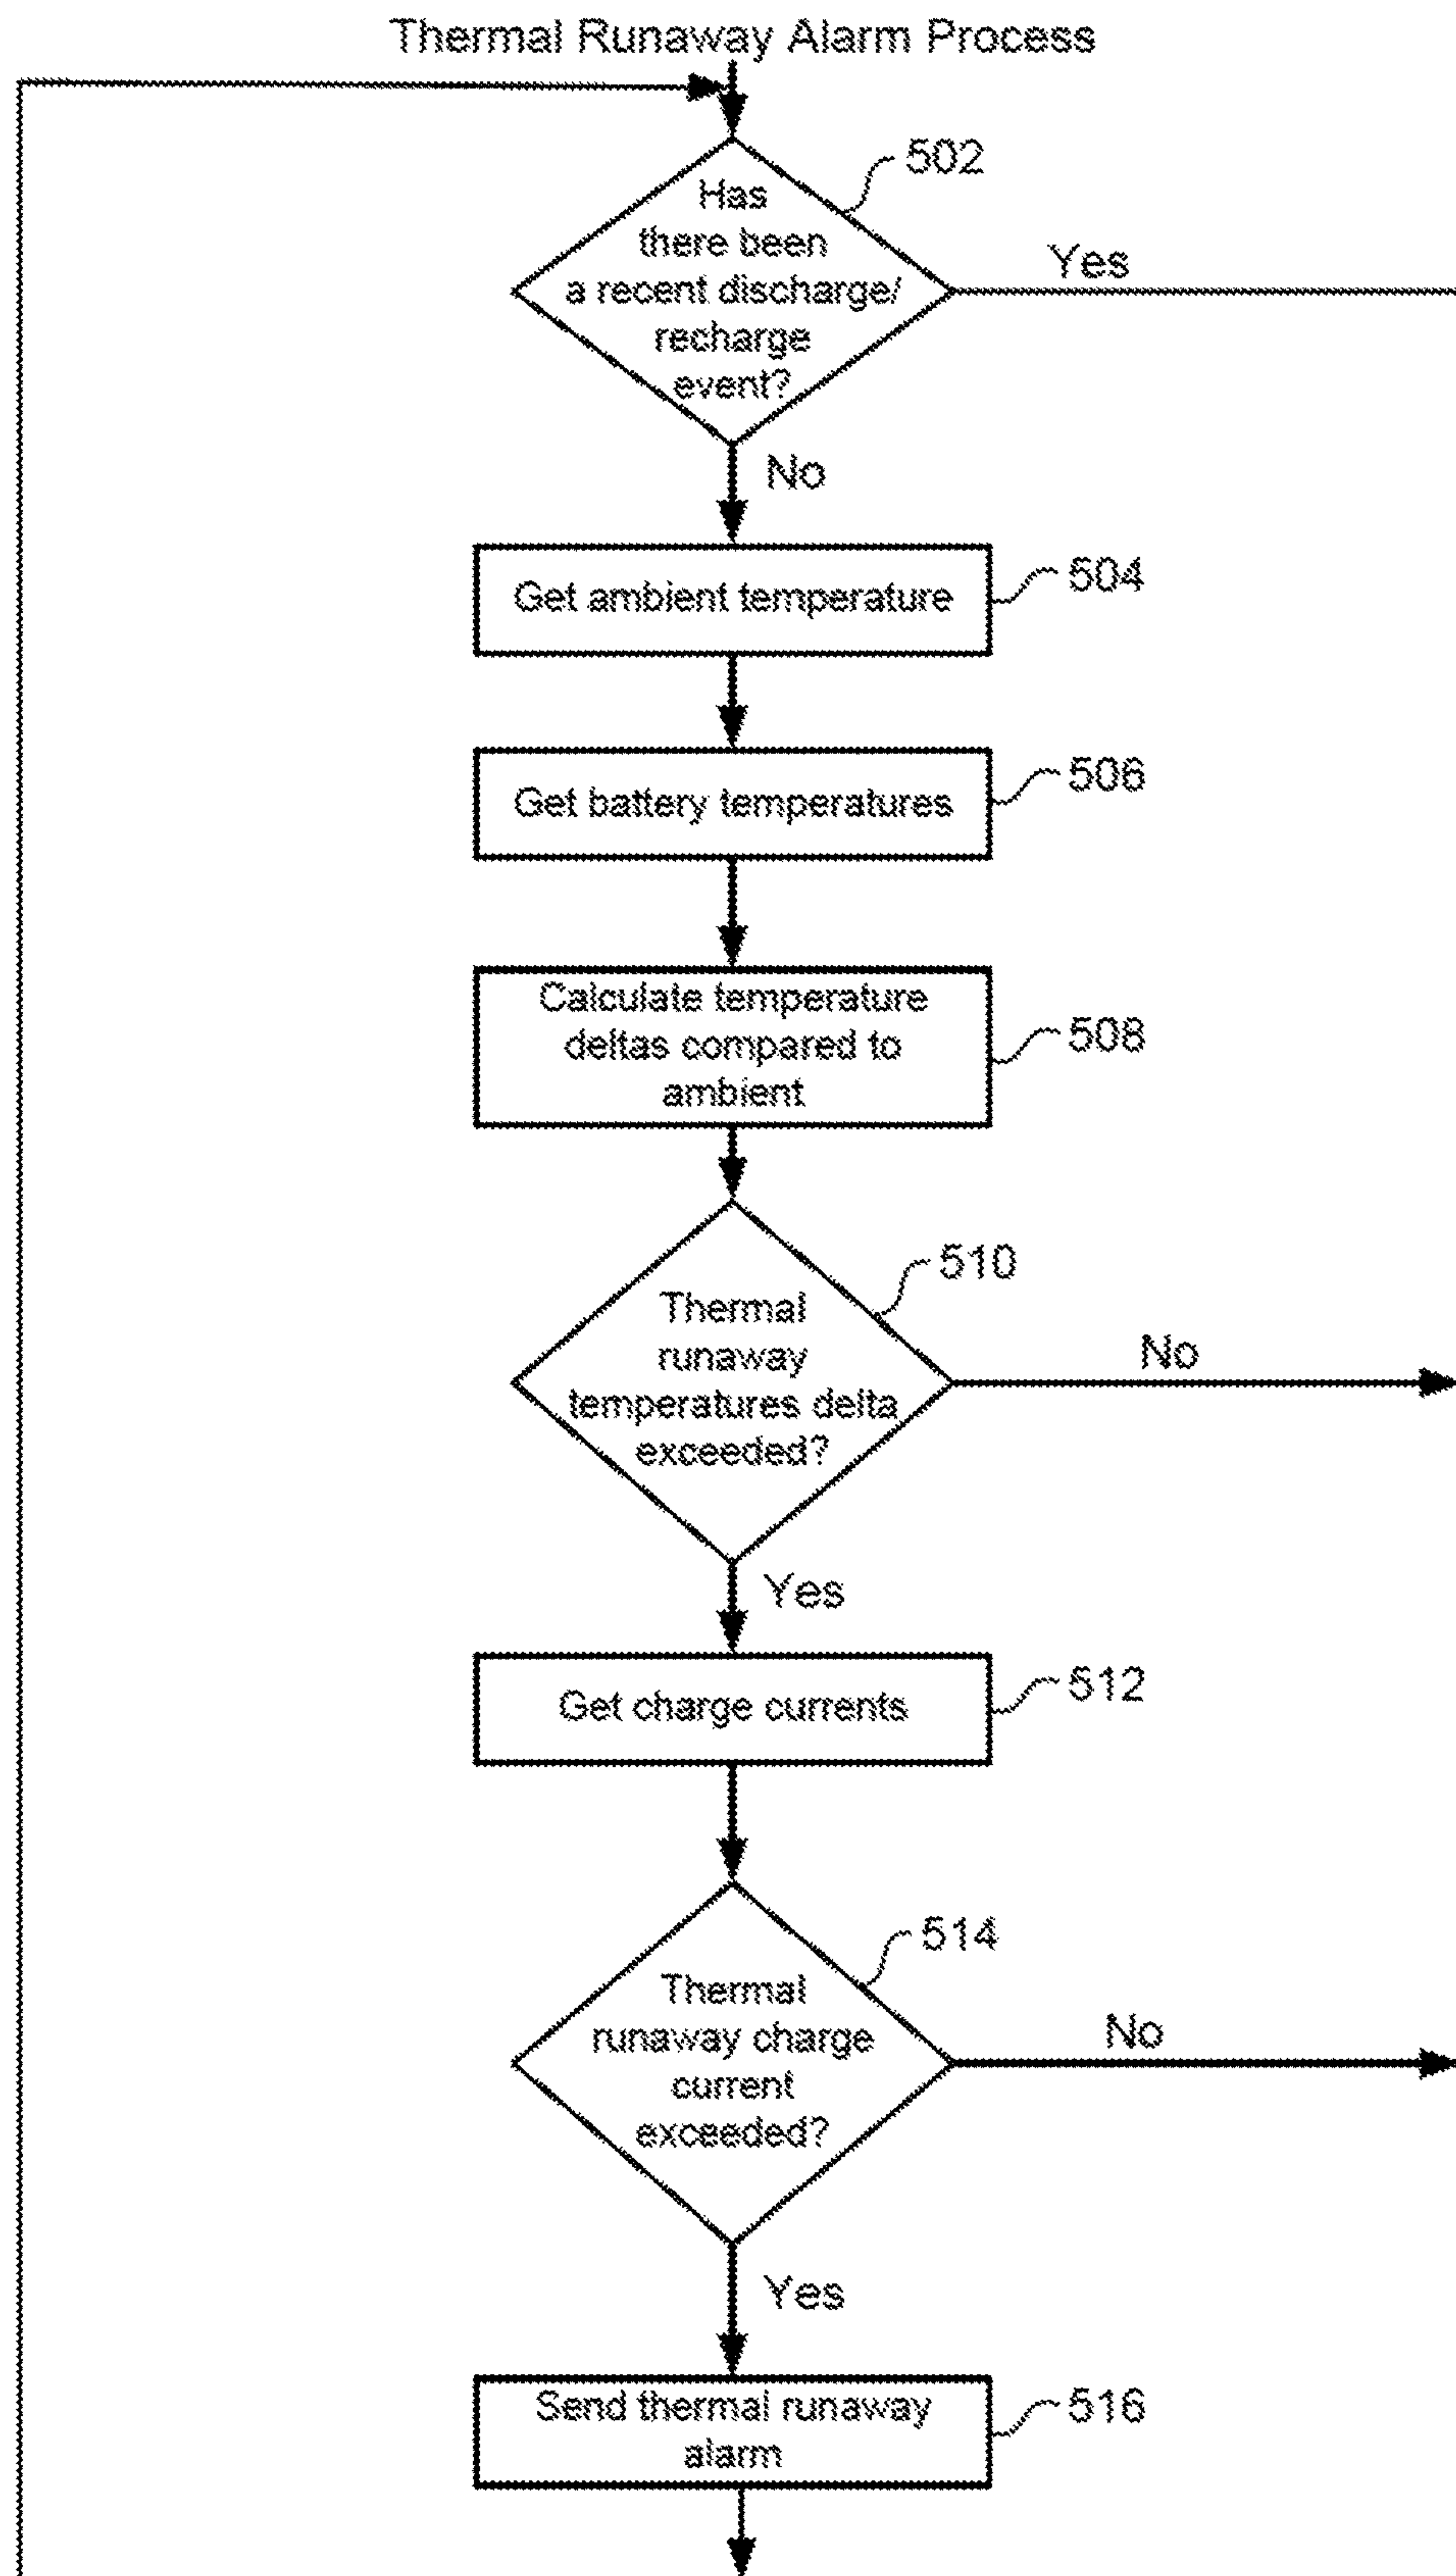 Thermal Runaway Alarm Process
502
Has
there been
a recent discharge/
recharge
event?
Yes
No
Get ambient temperature
504
Get battery temperatures
506
Calculate temperature
deltas compared to
ambient
508
510
Thermal
runaway
temperatures delta
exceeded?
No
Yes
Get charge currents
512
514
Thermal
runaway charge
current
exceeded?
No
Yes
Send thermal runaway
alarm
516